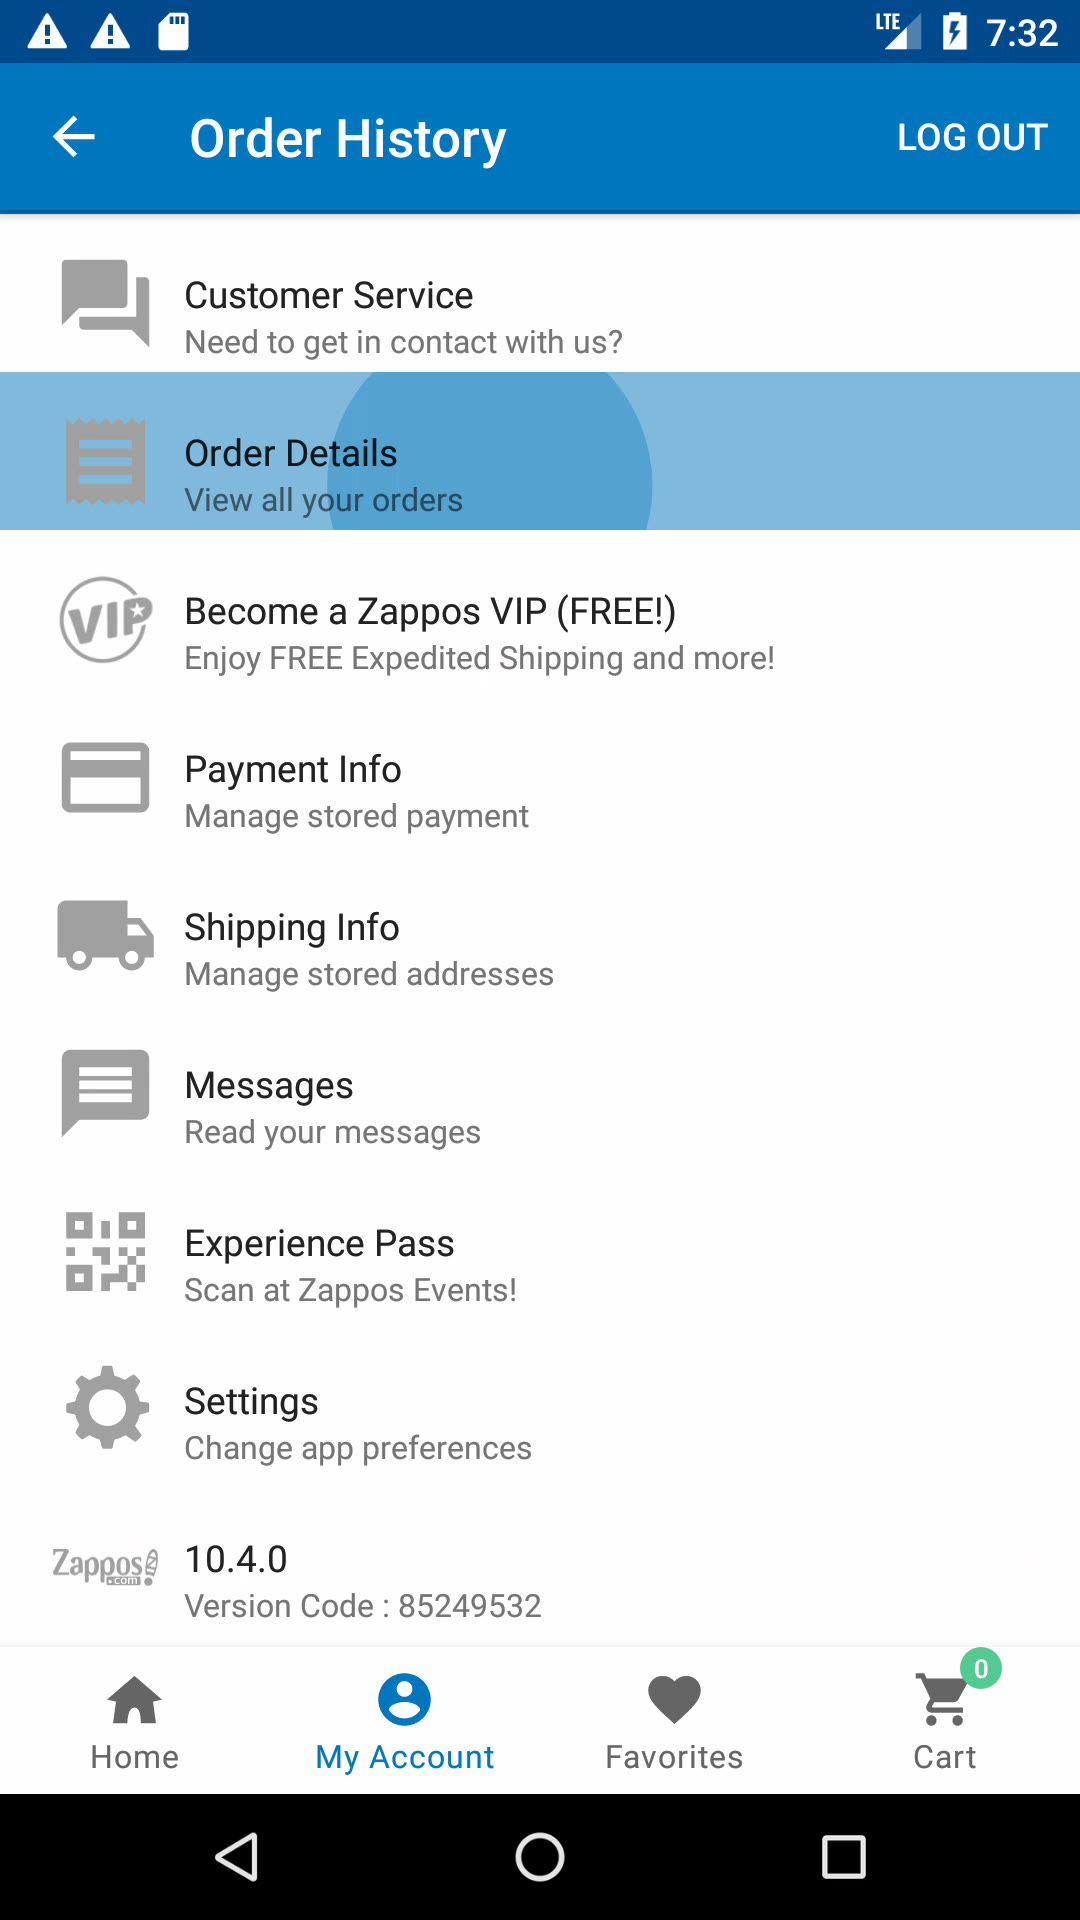 LTE 7:32
Order History LOG OUT
Customer Service
Need to get in contact with us?
Order Details
View all your orders
VIP
Become a Zappos VIP (FREE!)
Enjoy FREE Expedited Shipping and more!
Payment Info
Manage stored payment
Shipping Info
Manage stored addresses
Messages
Read your messages
Experience Pass
Scan at Zappos Events!
Settings
Change app preferences
Zappos
.com
10.4.0
Version Code : 85249532
0
Home My Account Favorites Cart